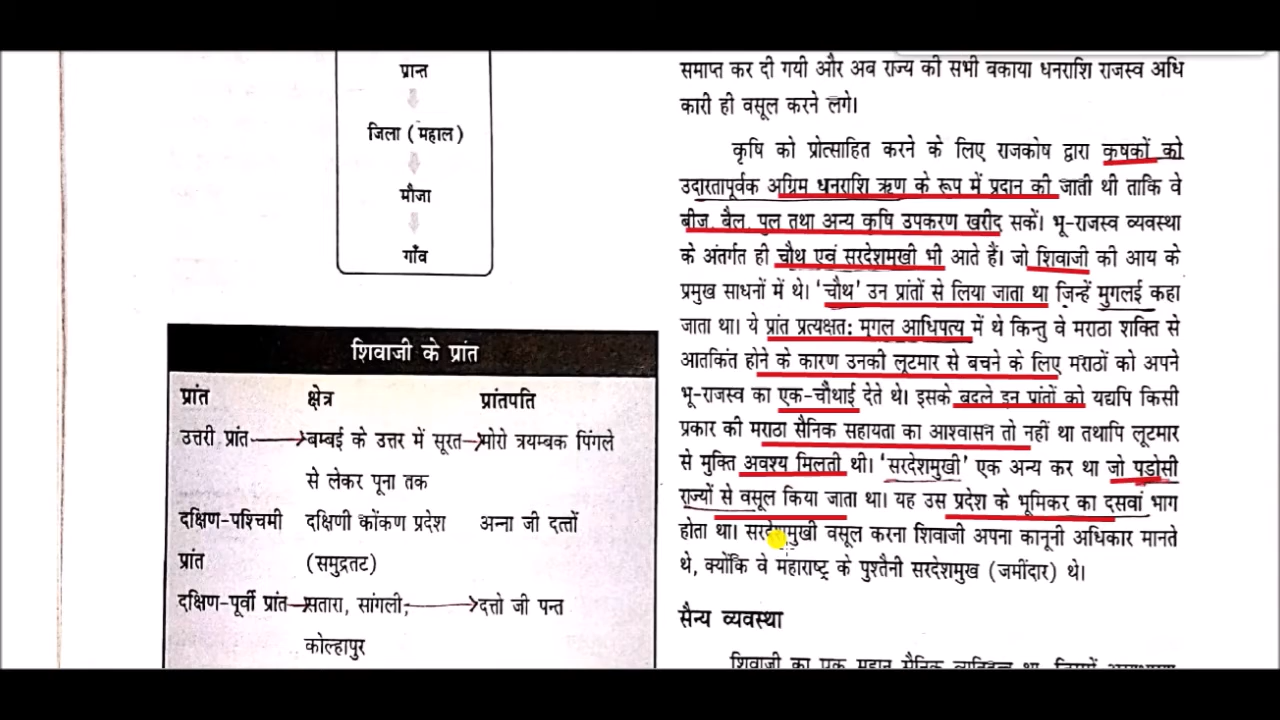 प्रान्त
जिला (महाल)
मौजा
गाँव
शिवाजी के प्रांत
प्रांत क्षेत्र प्रांतपति
उत्तरी प्रांत बम्बई के उत्तर में सूरत मोरो त्रयम्बक पिंगले
से लेकर पूना तक
दक्षिण-पश्चिमी दक्षिणी कोंकण प्रदेश अन्ना जी दत्तों
प्रांत (समुद्रतट)
दक्षिण-पूर्वी प्रांत सतारा, सांगली, दत्तो जी पन्त
कोल्हापुर
समाप्त कर दी गयी और अब राज्य की सभी वकाया धनराशि राजस्व अधि
कारी ही वसूल करने लगे।
कृषि को प्रोत्साहित करने के लिए राजकोष द्वारा कृषकों को
उदारतापूर्वक अग्रिम धनराशि ऋण के रूप में प्रदान की जाती थी ताकि वे
बीज, बैल, पुल तथा अन्य कृषि उपकरण खरीद सकें। भू-राजस्व व्यवस्था
के अंतर्गत ही चौथ एवं सरदेशमुखी भी आते हैं। जो शिवाजी की आय के
प्रमुख साधनों में थे। 'चौथ' उन प्रांतों से लिया जाता था जिन्हें मुगलई कहा
जाता था। ये प्रांत प्रत्यक्षत: मुगल आधिपत्य में थे किन्तु वे मराठा शक्ति से
आतकिंत होने के कारण उनकी लूटमार से बचने के लिए मराठों को अपने
भू-राजस्व का एक-चौथाई देते थे। इसके बदले इन प्रांतों को यद्यपि किसी
प्रकार की मराठा सैनिक सहायता का आश्वासन तो नहीं था तथापि लूटमार
से मुक्ति अवश्य मिलती थी। 'सरदेशमुखी' एक अन्य कर था जो पड़ोसी
राज्यों से वसूल किया जाता था। यह उस प्रदेश के भूमिकर का दसवां भाग
होता था। सरदेशमुखी वसूल करना शिवाजी अपना कानूनी अधिकार मानते
थे, क्योंकि वे महाराष्ट्र के पुश्तैनी सरदेशमुख (जमींदार) थे।
सैन्य व्यवस्था
शिवाजी का एक महान सैनिक